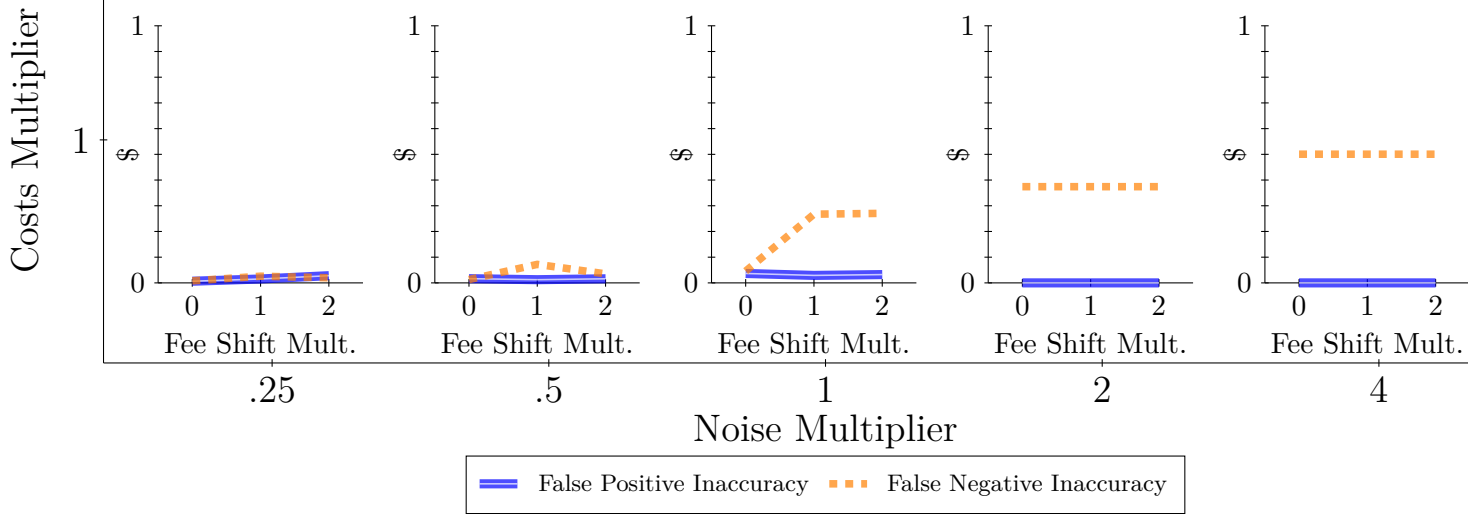 Costs Multiplier
1
1
$
0
0 1 2
Fee Shift Mult.
1
$
0
0 1 2
Fee Shift Mult.
1
$
0
0 1 2
Fee Shift Mult.
1
$
0
0 1 2
Fee Shift Mult.
1
$
0
0 1 2
Fee Shift Mult.
.25 .5 1 2 4
Noise Multiplier
False Positive Inaccuracy False Negative Inaccuracy